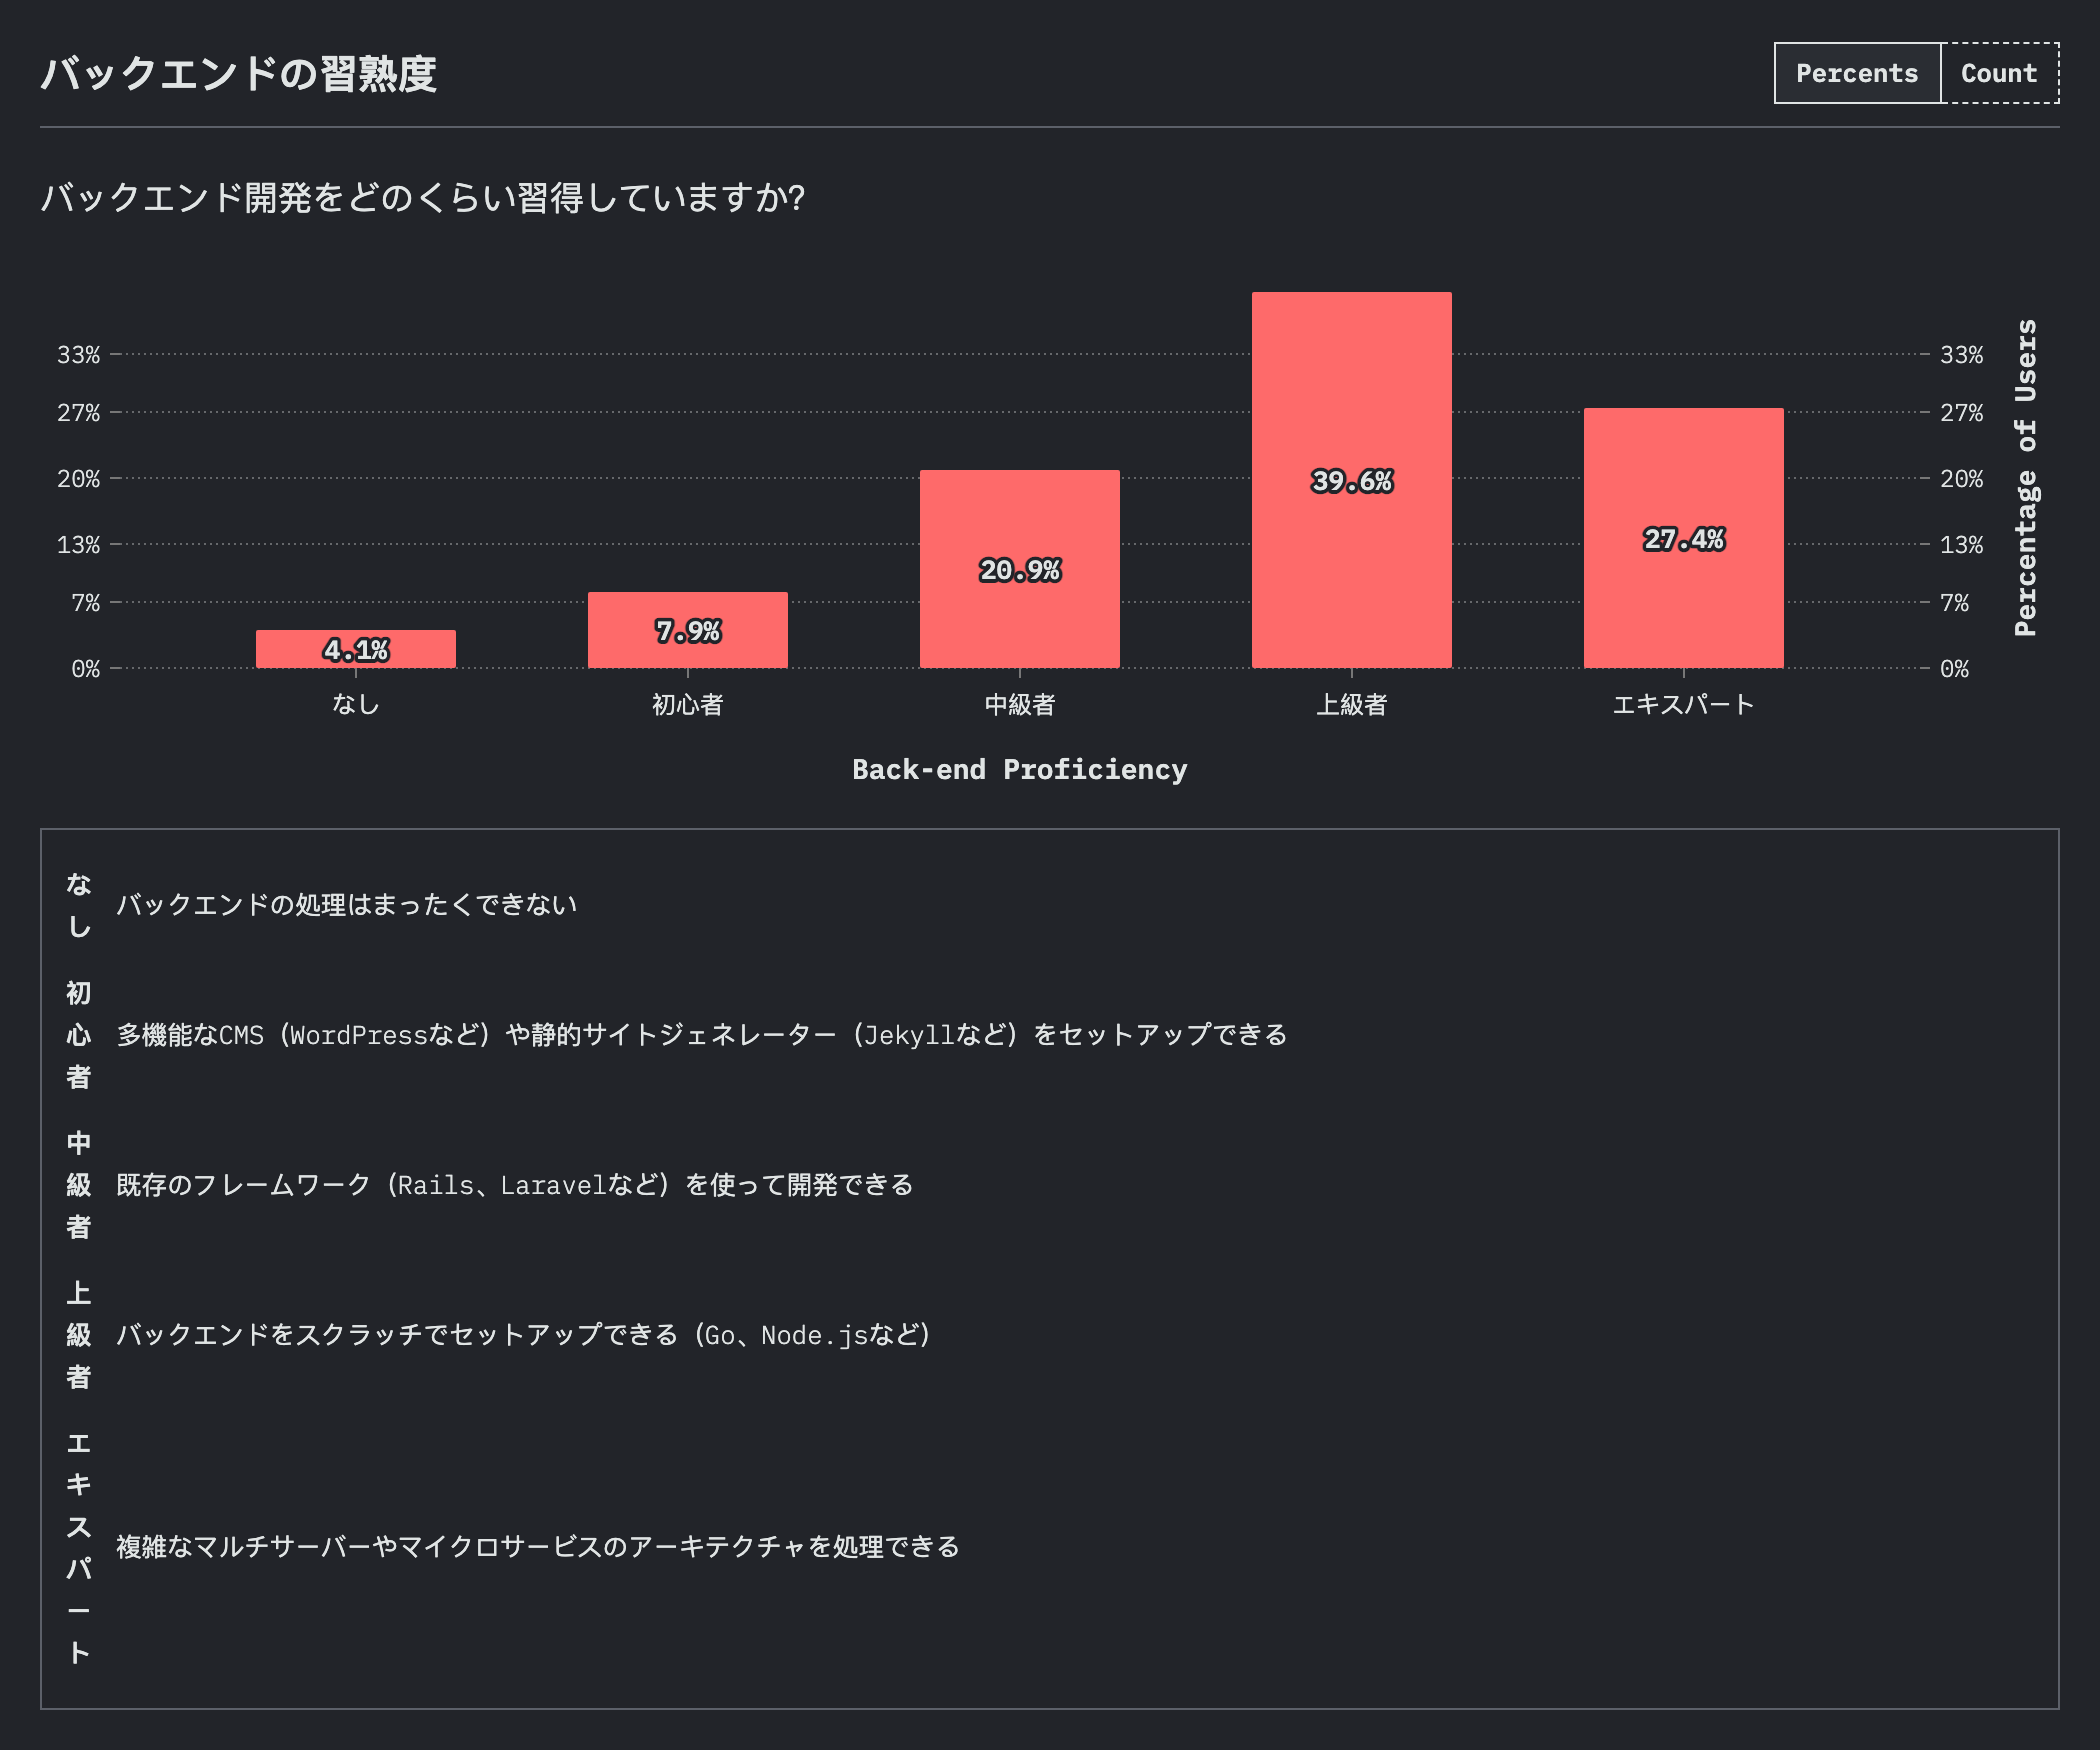 バックエンドの習熟度
Percents
Count
バックエンド開発をどのくらい習得していますか?
33%
27%
20%
13%
7%
0%
39.6%
27.4%
20.9%
7.9%
4.1%
33%
27%
20%
13%
7%
0%
Percentage of Users
なし
初心者
中級者
上級者
エキスパート
Back-end Proficiency
なし
バックエンドの処理はまったくできない
初心者
多機能なCMS（WordPressなど）や静的サイトジェネレーター（Jekyllなど）をセットアップできる
中級者
既存のフレームワーク（Rails、Laravelなど）を使って開発できる
上級者
バックエンドをスクラッチでセットアップできる（Go、Node.jsなど）
エキスパート
複雑なマルチサーバーやマイクロサービスのアーキテクチャを処理できる